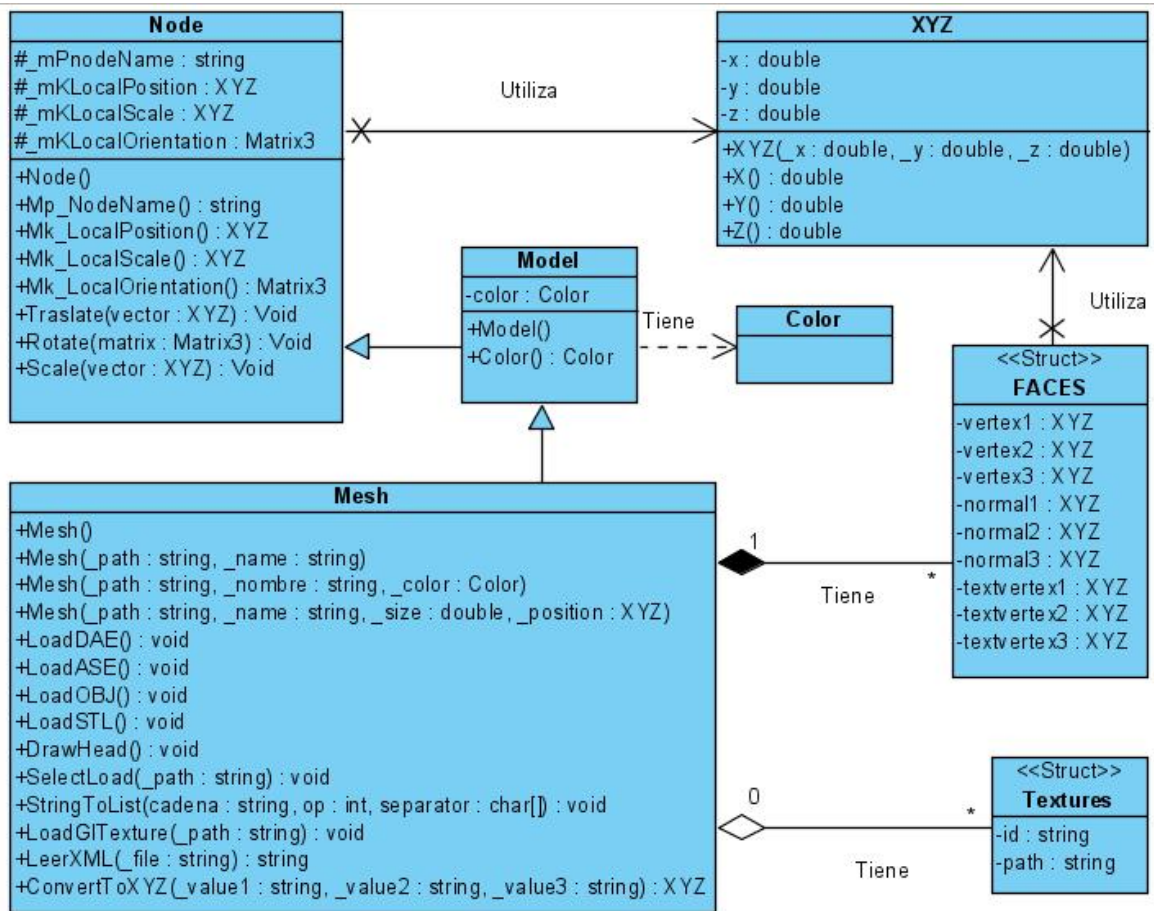 Node
#_mPnodeName : string
#_mKLocalPosition : XYZ
#_mKLocalScale : XYZ
#_mKLocalOrientation : Matrix3
+Node()
+Mp_NodeName() : string
+Mk_LocalPosition() : XYZ
+Mk_LocalScale() : XYZ
+Mk_LocalOrientation() : Matrix3
+Traslate(vector : XYZ) : Void
+Rotate(matrix : Matrix3) : Void
+Scale(vector : XYZ) : Void
Utiliza
XYZ
-x : double
-y : double
-z : double
+XYZ(_x : double, _y : double, _z : double)
+X() : double
+Y() : double
+Z() : double
Model
-color : Color
+Model()
+Color() : Color
Tiene
Color
Utiliza
<<Struct>>
FACES
-vertex1 : XYZ
-vertex2 : XYZ
-vertex3 : XYZ
-normal1 : XYZ
-normal2 : XYZ
-normal3 : XYZ
-textvertex1 : XYZ
-textvertex2 : XYZ
-textvertex3 : XYZ
Mesh
+Mesh()
+Mesh(_path : string, _name : string)
+Mesh(_path : string, _nombre : string, _color : Color)
+Mesh(_path : string, _name : string, _size : double, _position : XYZ)
+LoadDAE() : void
+LoadASE() : void
+LoadOBJ() : void
+LoadSTL() : void
+DrawHead() : void
+SelectLoad(_path : string) : void
+StringToList(cadena : string, op : int, separator : char[]) : void
+LoadGlTexture(_path : string) : void
+LeerXML(_file : string) : string
+ConvertToXYZ(_value1 : string, _value2 : string, _value3 : string) : XYZ
1
*
Tiene
0
*
Tiene
<<Struct>>
Textures
-id : string
-path : string